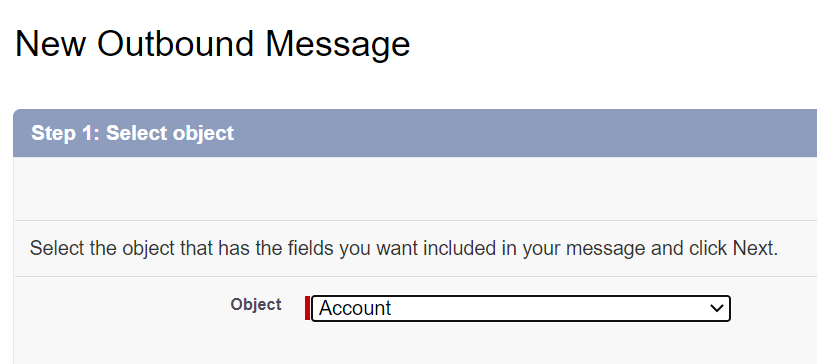 New Outbound Message
Step 1: Select object
Select the object that has the fields you want included in your message and click Next.
Object Account